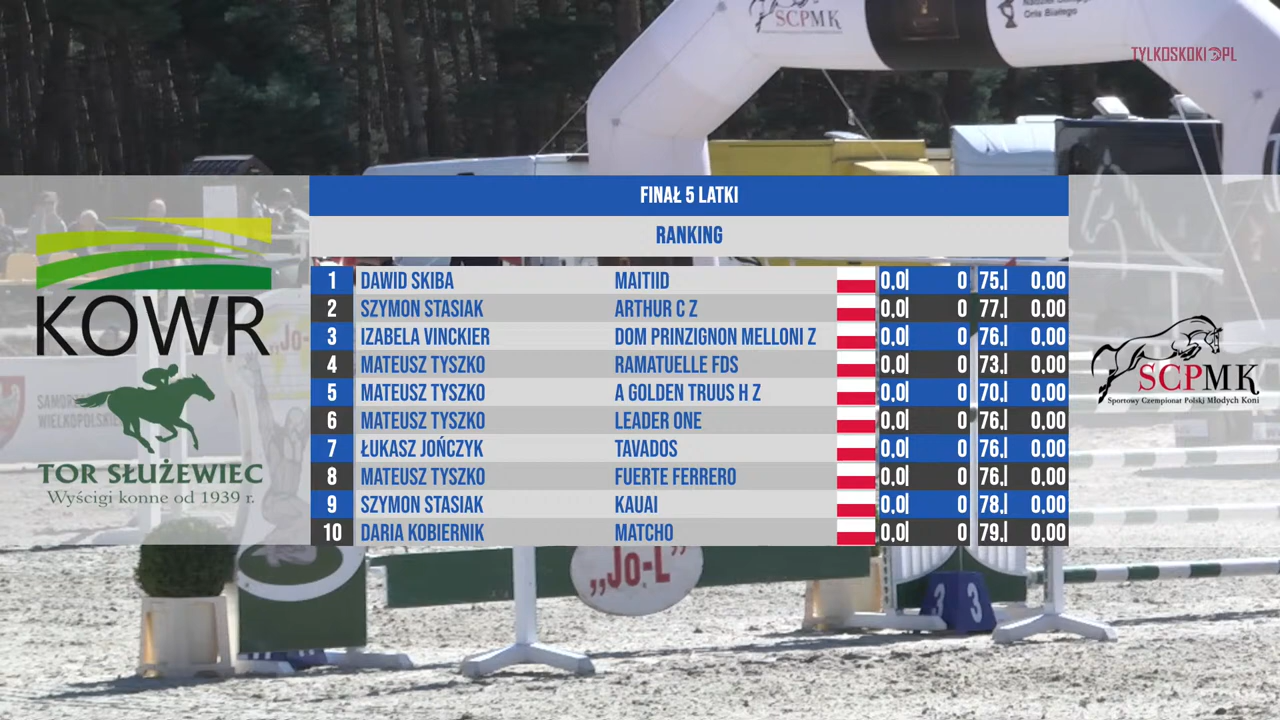 SCPMK
Orła Białego
TYLKOSKOKI.PL
FINAŁ 5 LATKI
RANKING
1 DAWID SKIBA MAITIID 0,0 0 75, 0,00
2 SZYMON STASIAK ARTHUR C Z 0,0 0 77, 0,00
3 IZABELA VINCKIER DOM PRINZIGNON MELLONI Z 0,0 0 76, 0,00
4 MATEUSZ TYSZKO RAMATUELLE FDS 0,0 0 73, 0,00
5 MATEUSZ TYSZKO A GOLDEN TRUUS H Z 0,0 0 70, 0,00
6 MATEUSZ TYSZKO LEADER ONE 0,0 0 76, 0,00
7 ŁUKASZ JOŃCZYK TAVADOS 0,0 0 76, 0,00
8 MATEUSZ TYSZKO FUERTE FERRERO 0,0 0 76, 0,00
9 SZYMON STASIAK KAUAI 0,0 0 78, 0,00
10 DARIA KOBIERNIK MATCHO 0,0 0 79, 0,00
KOWR
TOR SŁUŻEWIEC
Wyścigi konne od 1939 r.
SCPMK
Sportowy Czempionat Polski Młodych Koni
„Jo-L”
3 3